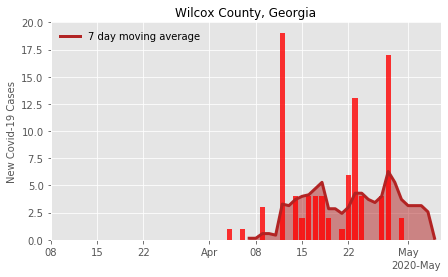 Wilcox County, Georgia
7 day moving average
New Covid-19 Cases
20.0
17.5
15.0
12.5
10.0
7.5
5.0
2.5
0.0
08 15 22 Apr 08 15 22 May
2020-May